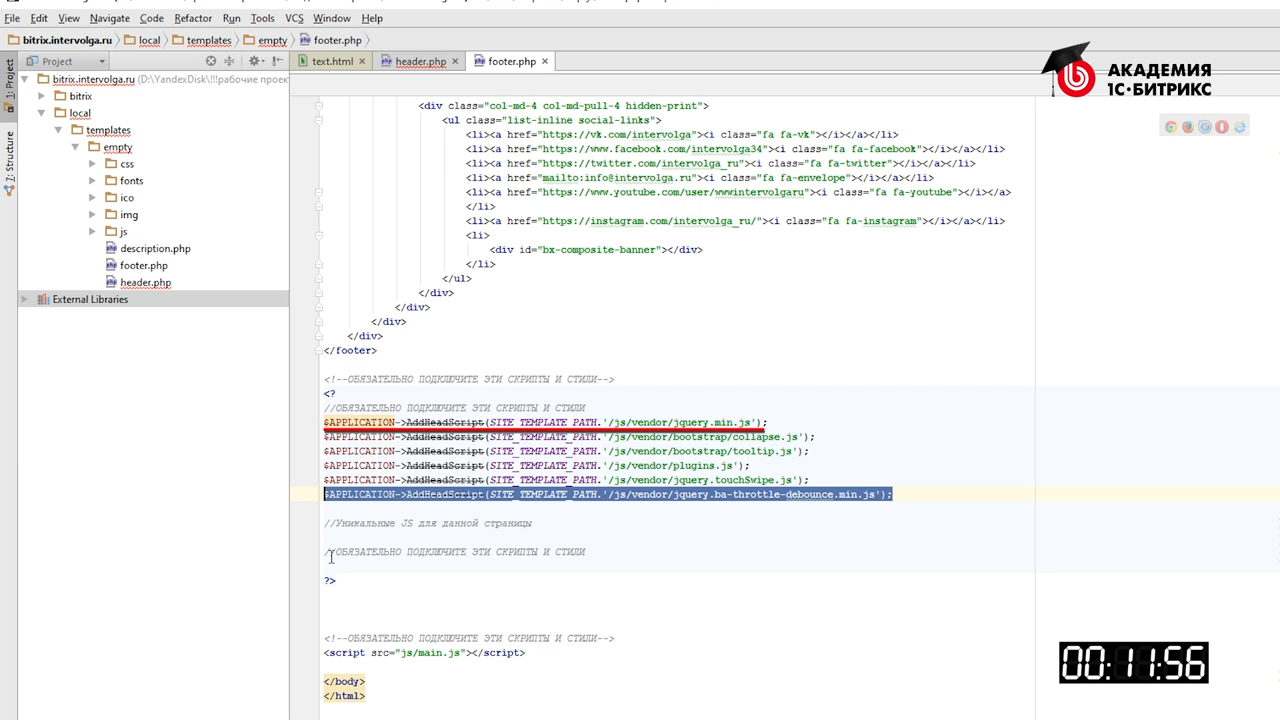 File Edit View Navigate Code Refactor Run Tools VCS Window Help
bitrix.intervolga.ru local templates empty footer.php
1: Project
Project
text.html header.php footer.php
АКАДЕМИЯ
1С·БИТРИКС
7: Structure
bitrix.intervolga.ru (D:\YandexDisk\!!!рабочие проек
bitrix
local
templates
empty
css
fonts
ico
img
js
description.php
footer.php
header.php
External Libraries
<div class="col-md-4 col-md-pull-4 hidden-print">
<ul class="list-inline social-links">
<li><a href="https://vk.com/intervolga"><i class="fa fa-vk"></i></a></li>
<li><a href="https://www.facebook.com/intervolga34"><i class="fa fa-facebook"></i></a></li>
<li><a href="https://twitter.com/intervolga_ru"><i class="fa fa-twitter"></i></a></li>
<li><a href="mailto:info@intervolga.ru"><i class="fa fa-envelope"></i></a></li>
<li><a href="https://www.youtube.com/user/wwwintervolgaru"><i class="fa fa-youtube"></i></a>
</li>
<li><a href="https://instagram.com/intervolga_ru/"><i class="fa fa-instagram"></i></a></li>
<li>
<div id="bx-composite-banner"></div>
</li>
</ul>
</div>
</div>
</div>
</div>
</footer>
<!--ОБЯЗАТЕЛЬНО ПОДКЛЮЧИТЕ ЭТИ СКРИПТЫ И СТИЛИ-->
<?
//ОБЯЗАТЕЛЬНО ПОДКЛЮЧИТЕ ЭТИ СКРИПТЫ И СТИЛИ
$APPLICATION->AddHeadScript(SITE_TEMPLATE_PATH.'/js/vendor/jquery.min.js');
$APPLICATION->AddHeadScript(SITE_TEMPLATE_PATH.'/js/vendor/bootstrap/collapse.js');
$APPLICATION->AddHeadScript(SITE_TEMPLATE_PATH.'/js/vendor/bootstrap/tooltip.js');
$APPLICATION->AddHeadScript(SITE_TEMPLATE_PATH.'/js/vendor/plugins.js');
$APPLICATION->AddHeadScript(SITE_TEMPLATE_PATH.'/js/vendor/jquery.touchSwipe.js');
$APPLICATION->AddHeadScript(SITE_TEMPLATE_PATH.'/js/vendor/jquery.ba-throttle-debounce.min.js');
//Уникальные JS для данной страницы
//ОБЯЗАТЕЛЬНО ПОДКЛЮЧИТЕ ЭТИ СКРИПТЫ И СТИЛИ
?>
<!--ОБЯЗАТЕЛЬНО ПОДКЛЮЧИТЕ ЭТИ СКРИПТЫ И СТИЛИ-->
<script src="js/main.js"></script>
</body>
</html>
00:11:56